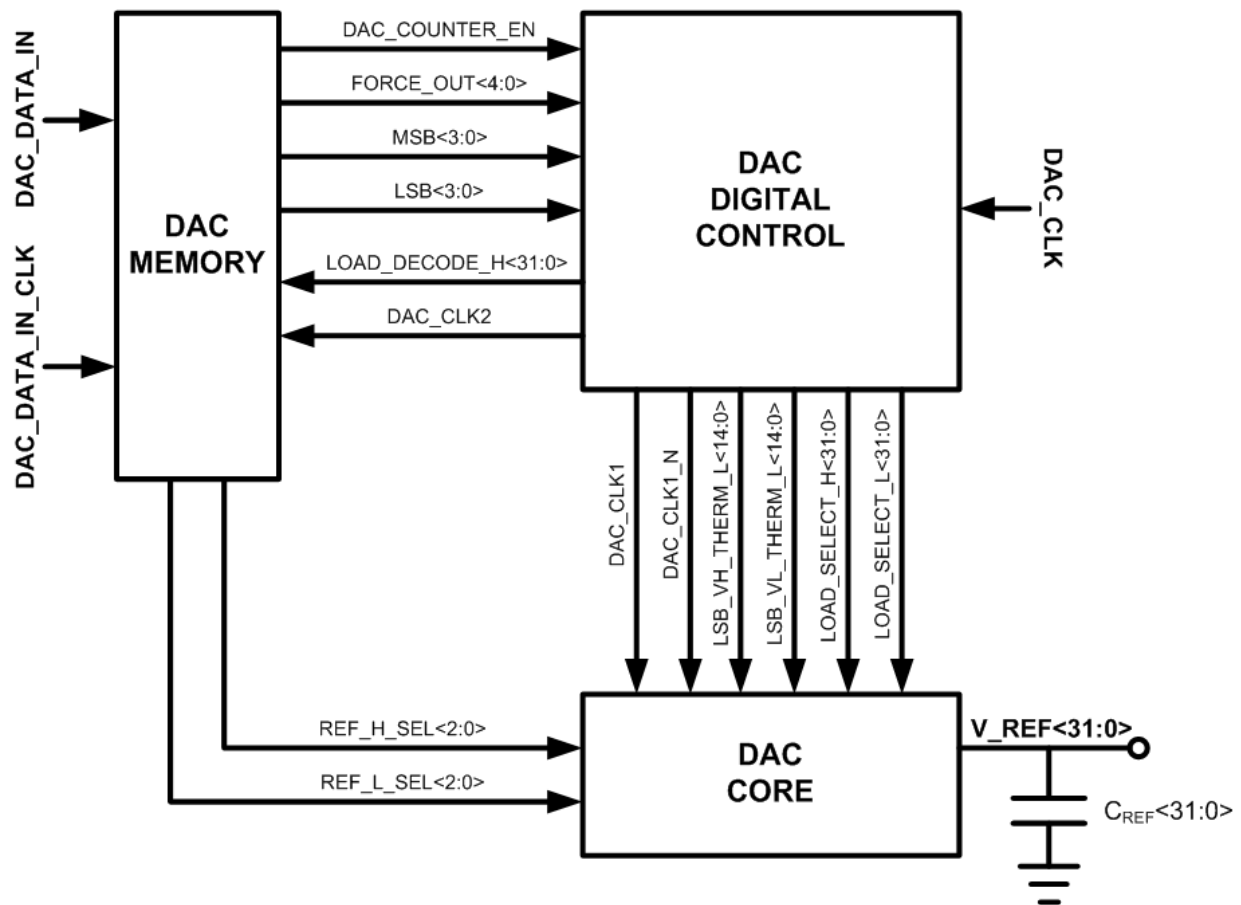 DAC_DATA_IN
DAC_DATA_IN_CLK
DAC
MEMORY
DAC_COUNTER_EN
FORCE_OUT<4:0>
MSB<3:0>
LSB<3:0>
LOAD_DECODE_H<31:0>
DAC_CLK2
DAC
DIGITAL
CONTROL
DAC_CLK
DAC_CLK1
DAC_CLK1_N
LSB_VH_THERM_L<14:0>
LSB_VL_THERM_L<14:0>
LOAD_SELECT_H<31:0>
LOAD_SELECT_L<31:0>
REF_H_SEL<2:0>
REF_L_SEL<2:0>
DAC
CORE
V_REF<31:0>
CREF<31:0>